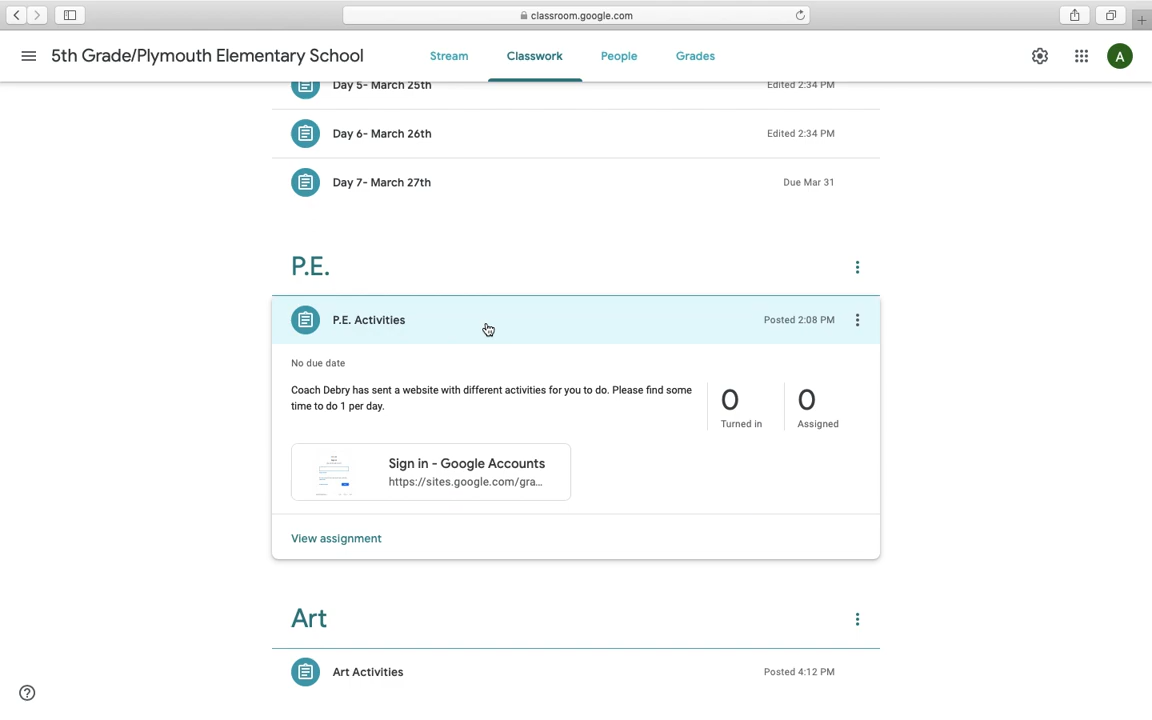 classroom.google.com
5th Grade/Plymouth Elementary School
Stream
Classwork
People
Grades
A
Day 5- March 25th
Edited 2:34 PM
Day 6- March 26th
Edited 2:34 PM
Day 7- March 27th
Due Mar 31
P.E.
P.E. Activities
Posted 2:08 PM
No due date
Coach Debry has sent a website with different activities for you to do. Please find some
time to do 1 per day.
0
Turned in
0
Assigned
Sign in - Google Accounts
https://sites.google.com/gra...
View assignment
Art
Art Activities
Posted 4:12 PM